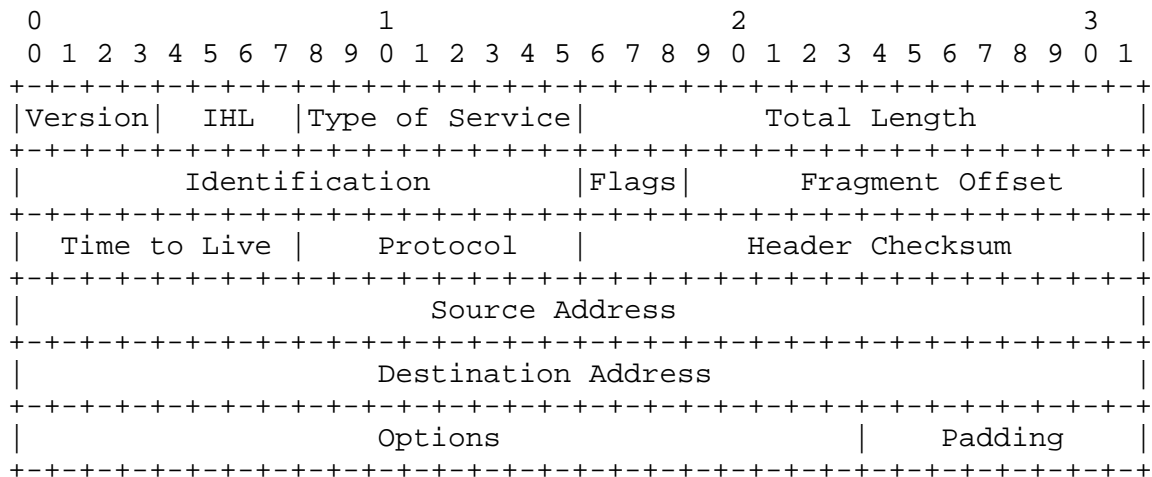 0                   1                   2                   3
 0 1 2 3 4 5 6 7 8 9 0 1 2 3 4 5 6 7 8 9 0 1 2 3 4 5 6 7 8 9 0 1
+-+-+-+-+-+-+-+-+-+-+-+-+-+-+-+-+-+-+-+-+-+-+-+-+-+-+-+-+-+-+-+-+
|Version|  IHL  |Type of Service|          Total Length         |
+-+-+-+-+-+-+-+-+-+-+-+-+-+-+-+-+-+-+-+-+-+-+-+-+-+-+-+-+-+-+-+-+
|         Identification        |Flags|      Fragment Offset    |
+-+-+-+-+-+-+-+-+-+-+-+-+-+-+-+-+-+-+-+-+-+-+-+-+-+-+-+-+-+-+-+-+
|  Time to Live |    Protocol   |         Header Checksum       |
+-+-+-+-+-+-+-+-+-+-+-+-+-+-+-+-+-+-+-+-+-+-+-+-+-+-+-+-+-+-+-+-+
|                       Source Address                          |
+-+-+-+-+-+-+-+-+-+-+-+-+-+-+-+-+-+-+-+-+-+-+-+-+-+-+-+-+-+-+-+-+
|                    Destination Address                        |
+-+-+-+-+-+-+-+-+-+-+-+-+-+-+-+-+-+-+-+-+-+-+-+-+-+-+-+-+-+-+-+-+
|                    Options                    |    Padding    |
+-+-+-+-+-+-+-+-+-+-+-+-+-+-+-+-+-+-+-+-+-+-+-+-+-+-+-+-+-+-+-+-+